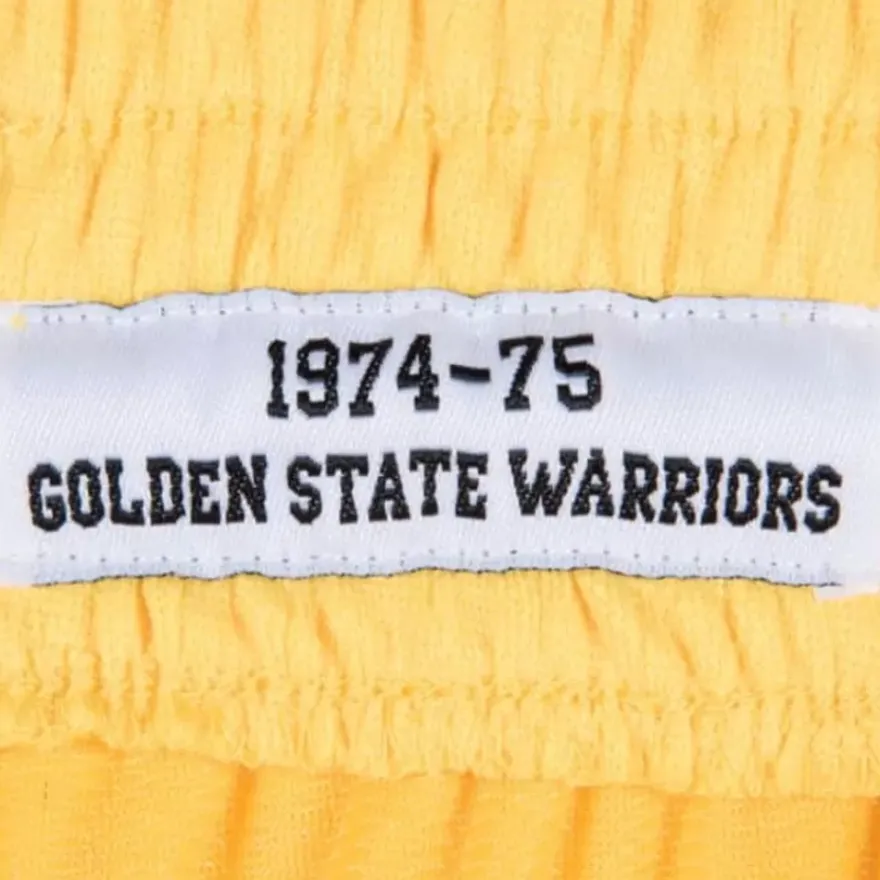 1974-75
GOLDEN STATE WARRIORS